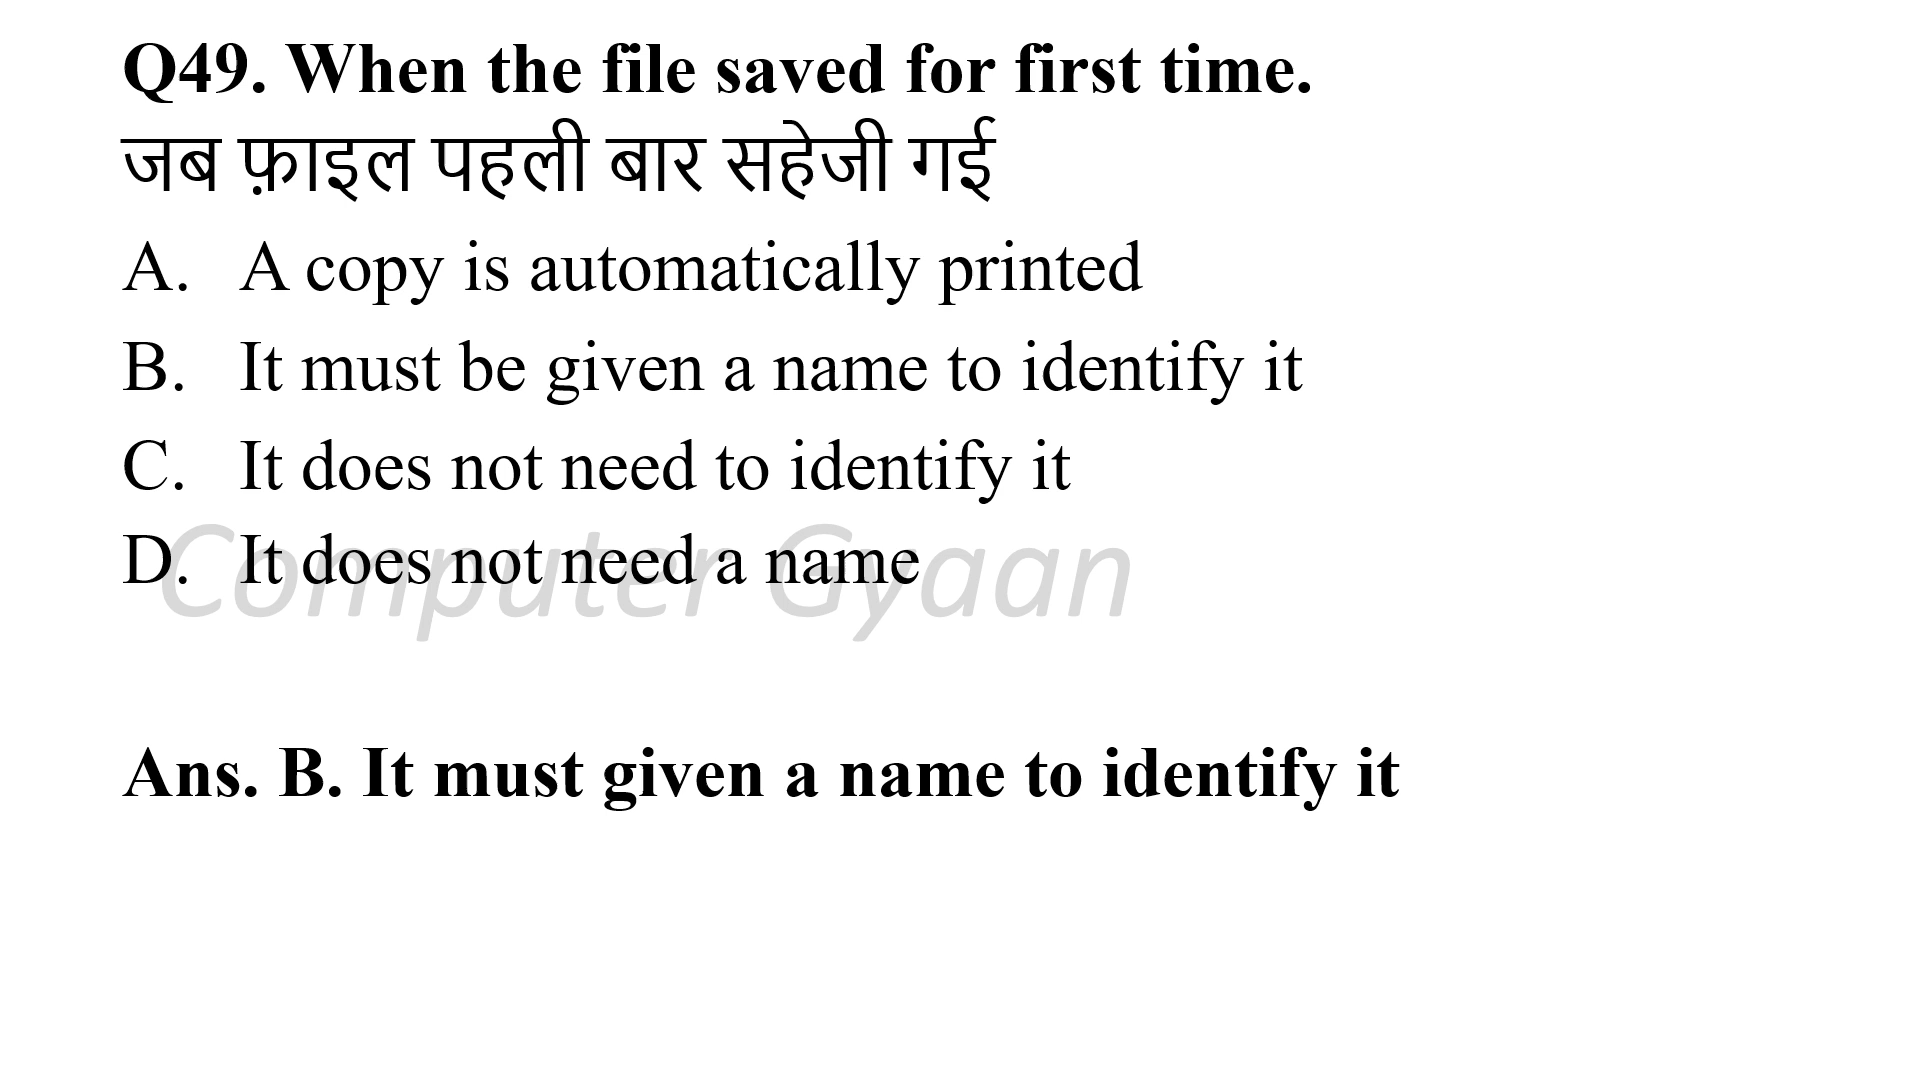 Q49. When the file saved for first time.
जब फ़ाइल पहली बार सहेजी गई
A. A copy is automatically printed
B. It must be given a name to identify it
C. It does not need to identify it
D. It does not need a name
Computer Gyaan
Ans. B. It must given a name to identify it